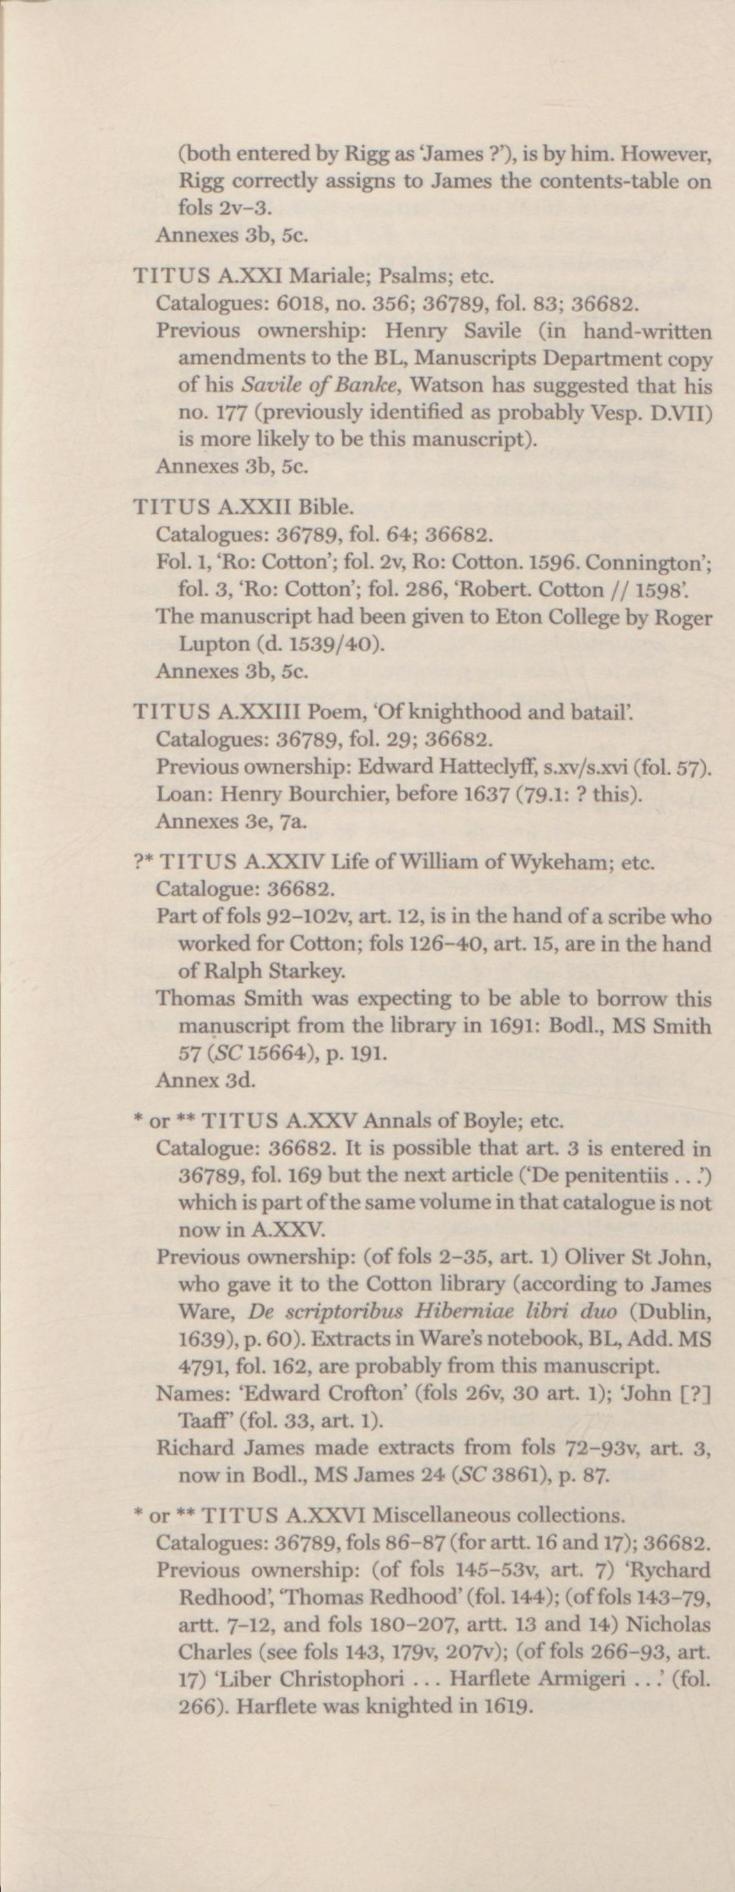 (both entered by Rigg as ‘James ?’), is by him. However,
Rigg correctly assigns to James the contents-table on
fols 2v–3.
Annexes 3b, 5c.
TITUS A.XXI Mariale; Psalms; etc.
Catalogues: 6018, no. 356; 36789, fol. 83; 36682.
Previous ownership: Henry Savile (in hand-written
amendments to the BL, Manuscripts Department copy
of his Savile of Banke, Watson has suggested that his
no. 177 (previously identified as probably Vesp. D.VII)
is more likely to be this manuscript).
Annexes 3b, 5c.
TITUS A.XXII Bible.
Catalogues: 36789, fol. 64; 36682.
Fol. 1, ‘Ro: Cotton’; fol. 2v, Ro: Cotton. 1596. Connington’;
fol. 3, ‘Ro: Cotton’; fol. 286, ‘Robert. Cotton // 1598’.
The manuscript had been given to Eton College by Roger
Lupton (d. 1539/40).
Annexes 3b, 5c.
TITUS A.XXIII Poem, ‘Of knighthood and batail’.
Catalogues: 36789, fol. 29; 36682.
Previous ownership: Edward Hatteclyff, s.xv/s.xvi (fol. 57).
Loan: Henry Bourchier, before 1637 (79.1: ? this).
Annexes 3e, 7a.
?* TITUS A.XXIV Life of William of Wykeham; etc.
Catalogue: 36682.
Part of fols 92–102v, art. 12, is in the hand of a scribe who
worked for Cotton; fols 126–40, art. 15, are in the hand
of Ralph Starkey.
Thomas Smith was expecting to be able to borrow this
manuscript from the library in 1691: Bodl., MS Smith
57 (SC 15664), p. 191.
Annex 3d.
* or ** TITUS A.XXV Annals of Boyle; etc.
Catalogue: 36682. It is possible that art. 3 is entered in
36789, fol. 169 but the next article (‘De penitentiis . . .’)
which is part of the same volume in that catalogue is not
now in A.XXV.
Previous ownership: (of fols 2–35, art. 1) Oliver St John,
who gave it to the Cotton library (according to James
Ware, De scriptoribus Hiberniae libri duo (Dublin,
1639), p. 60). Extracts in Ware’s notebook, BL, Add. MS
4791, fol. 162, are probably from this manuscript.
Names: ‘Edward Crofton’ (fols 26v, 30 art. 1); ‘John [?]
Taaff’ (fol. 33, art. 1).
Richard James made extracts from fols 72–93v, art. 3,
now in Bodl., MS James 24 (SC 3861), p. 87.
* or ** TITUS A.XXVI Miscellaneous collections.
Catalogues: 36789, fols 86–87 (for artt. 16 and 17); 36682.
Previous ownership: (of fols 145–53v, art. 7) ‘Rychard
Redhood’, ‘Thomas Redhood’ (fol. 144); (of fols 143–79,
artt. 7–12, and fols 180–207, artt. 13 and 14) Nicholas
Charles (see fols 143, 179v, 207v); (of fols 266–93, art.
17) ‘Liber Christophori . . . Harflete Armigeri . . .’ (fol.
266). Harflete was knighted in 1619.